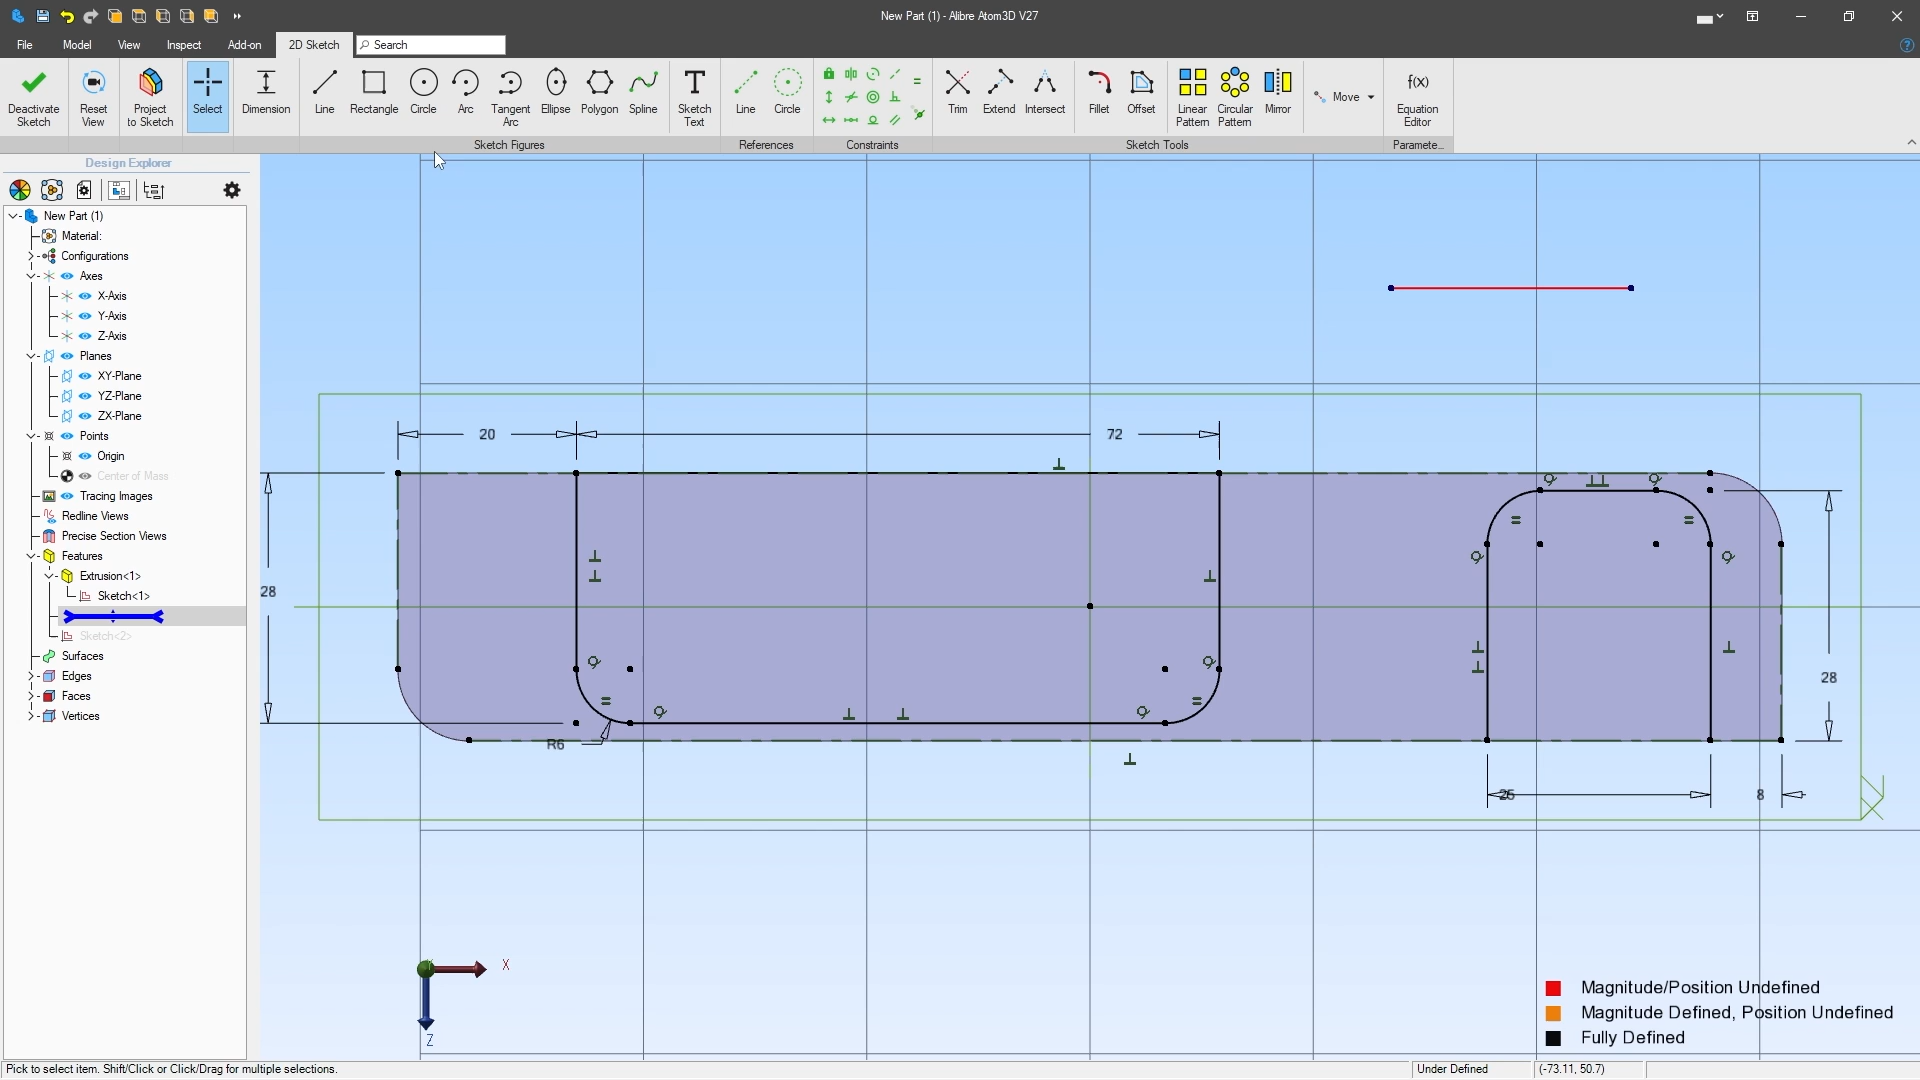 New Part (1) - Alibre Atom3D V27
File
Model
View
Inspect
Add-on
2D Sketch
Search
Deactivate
Sketch
Reset
View
Project
to Sketch
Select
Dimension
Line
Rectangle
Circle
Arc
Tangent
Arc
Ellipse
Polygon
Spline
Sketch
Text
Line
Circle
Trim
Extend
Intersect
Fillet
Offset
Linear
Pattern
Circular
Pattern
Mirror
Move
f(x)
Equation
Editor
Sketch Figures
References
Constraints
Sketch Tools
Paramete...
Design Explorer
New Part (1)
Material:
Configurations
Axes
X-Axis
Y-Axis
Z-Axis
Planes
XY-Plane
YZ-Plane
ZX-Plane
Points
Origin
Center of Mass
Tracing Images
Redline Views
Precise Section Views
Features
Extrusion<1>
Sketch<1>
Sketch<2>
Surfaces
Edges
Faces
Vertices
20
72
28
R6
28
25
8
X
Z
Magnitude/Position Undefined
Magnitude Defined, Position Undefined
Fully Defined
Pick to select item. Shift/Click or Click/Drag for multiple selections.
Under Defined
(-73.11, 50.7)